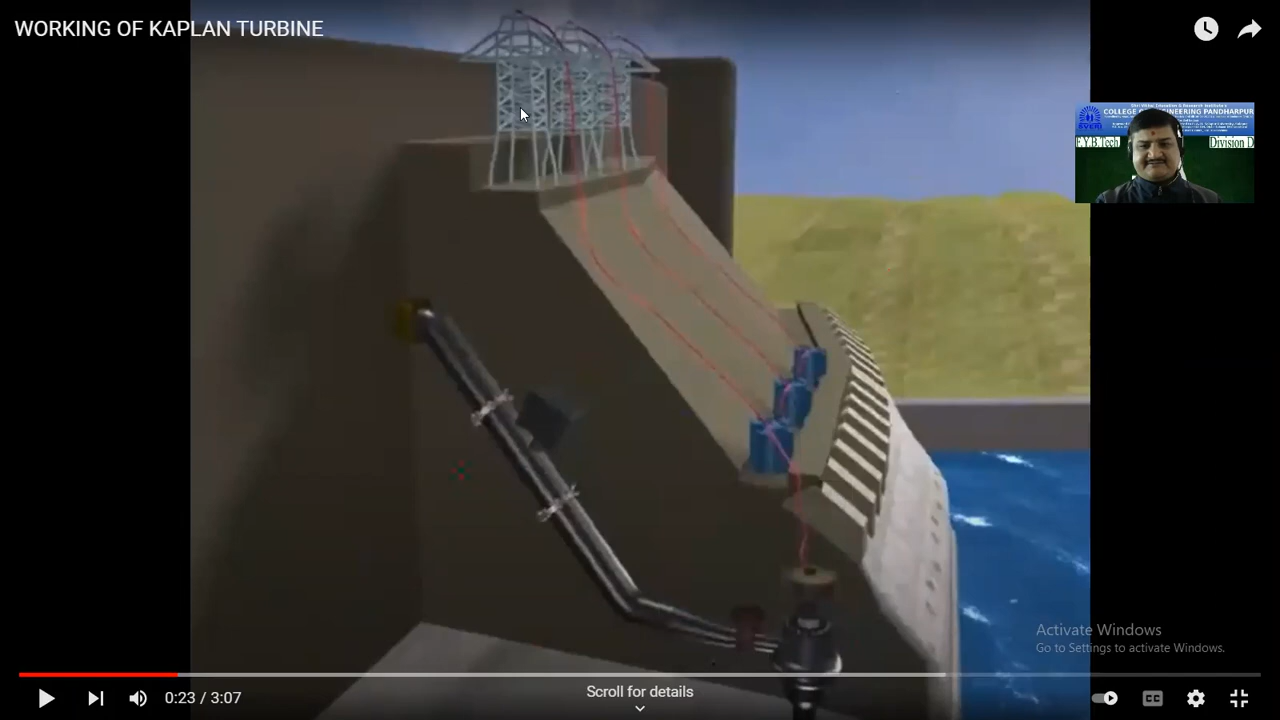 WORKING OF KAPLAN TURBINE
COLLEGE OF ENGINEERING PANDHARPUR
F.Y.B.Tech
Division D
Activate Windows
Go to Settings to activate Windows.
0:23 / 3:07
Scroll for details
CC